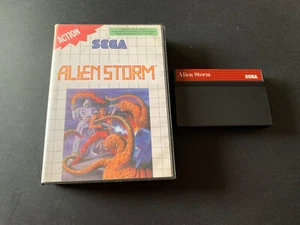 ACTION
SEGA
ALIEN STORM
Alien Storm
SEGA